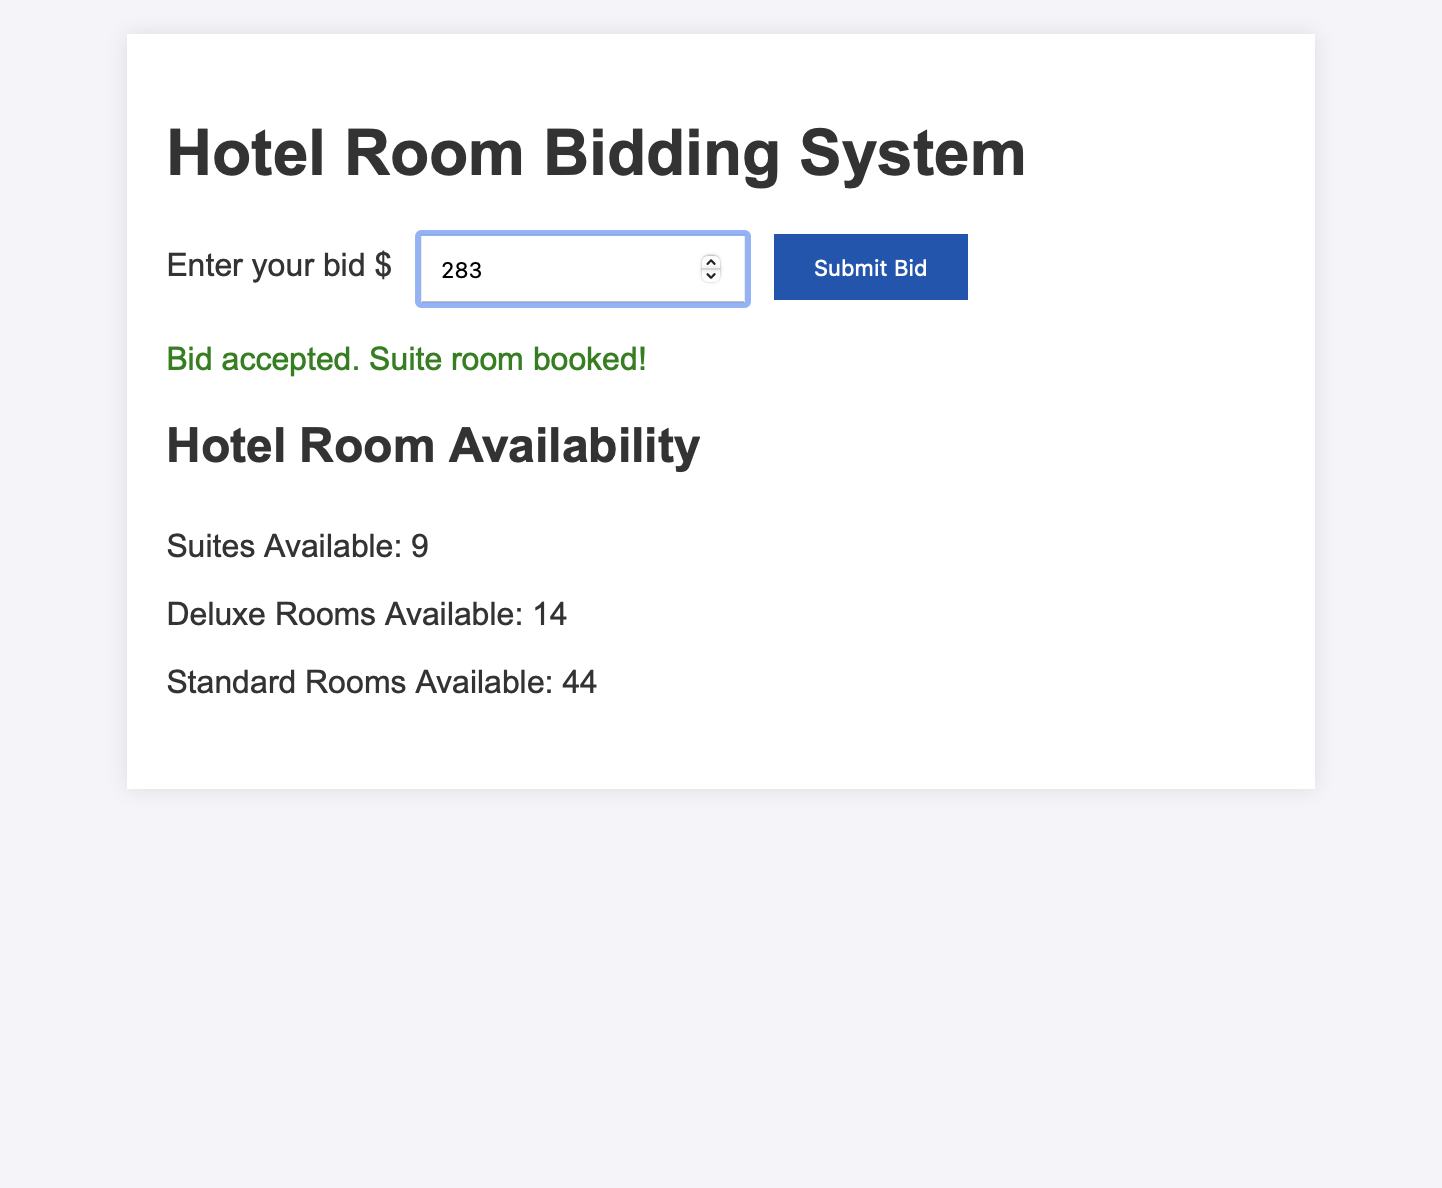 Hotel Room Bidding System
Enter your bid $ 283 Submit Bid
Bid accepted. Suite room booked!
Hotel Room Availability
Suites Available: 9
Deluxe Rooms Available: 14
Standard Rooms Available: 44